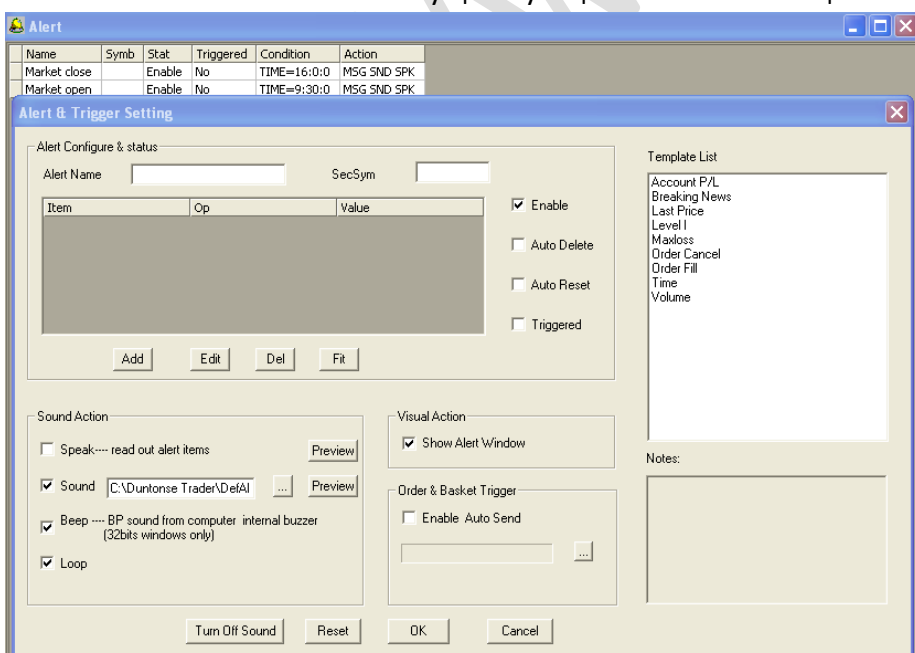 Alert
Name Symb Stat Triggered Condition Action
Market close Enable No TIME=16:0:0 MSG SND SPK
Market open Enable No TIME=9:30:0 MSG SND SPK
Alert & Trigger Setting
Alert Configure & status
Alert Name SecSym
Item Op Value
Enable
Auto Delete
Auto Reset
Triggered
Add Edit Del Fit
Template List
Account P/L
Breaking News
Last Price
Level I
Maxloss
Order Cancel
Order Fill
Time
Volume
Sound Action
Speak---- read out alert items Preview
Sound C:\Duntonse Trader\DefAl ... Preview
Beep ---- BP sound from computer internal buzzer
(32bits windows only)
Loop
Visual Action
Show Alert Window
Order & Basket Trigger
Enable Auto Send
...
Notes:
Turn Off Sound Reset OK Cancel